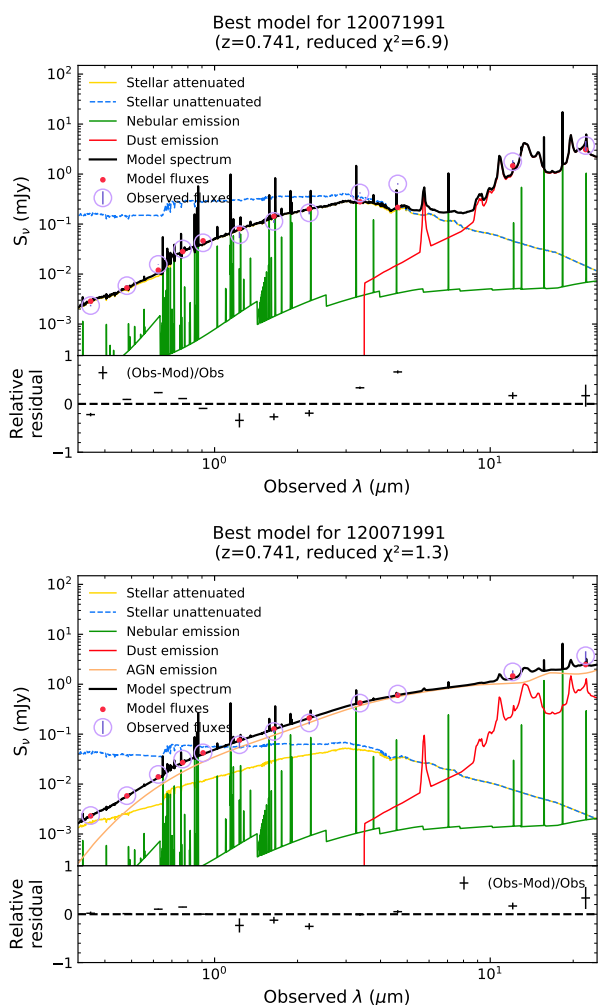 Best model for 120071991
(z=0.741, reduced χ²=6.9)
10²
10¹
10⁰
10⁻¹
10⁻²
10⁻³
Sᵥ (mJy)
Stellar attenuated
Stellar unattenuated
Nebular emission
Dust emission
Model spectrum
Model fluxes
Observed fluxes
1
0
−1
Relative
residual
(Obs-Mod)/Obs
10⁰
10¹
Observed λ (μm)
Best model for 120071991
(z=0.741, reduced χ²=1.3)
10²
10¹
10⁰
10⁻¹
10⁻²
10⁻³
Sᵥ (mJy)
Stellar attenuated
Stellar unattenuated
Nebular emission
Dust emission
AGN emission
Model spectrum
Model fluxes
Observed fluxes
1
0
−1
Relative
residual
(Obs-Mod)/Obs
10⁰
10¹
Observed λ (μm)